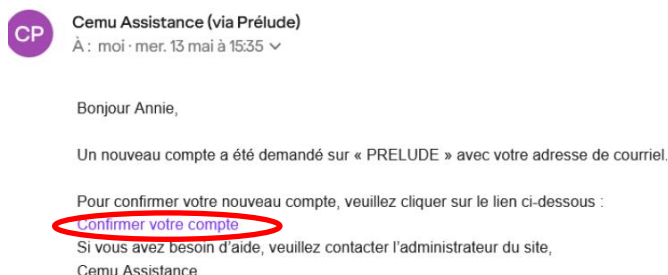 CP
Cemu Assistance (via Prélude)
À : moi · mer. 13 mai à 15:35
Bonjour Annie,
Un nouveau compte a été demandé sur « PRELUDE » avec votre adresse de courriel.
Pour confirmer votre nouveau compte, veuillez cliquer sur le lien ci-dessous :
Confirmer votre compte
Si vous avez besoin d'aide, veuillez contacter l'administrateur du site,
Cemu Assistance